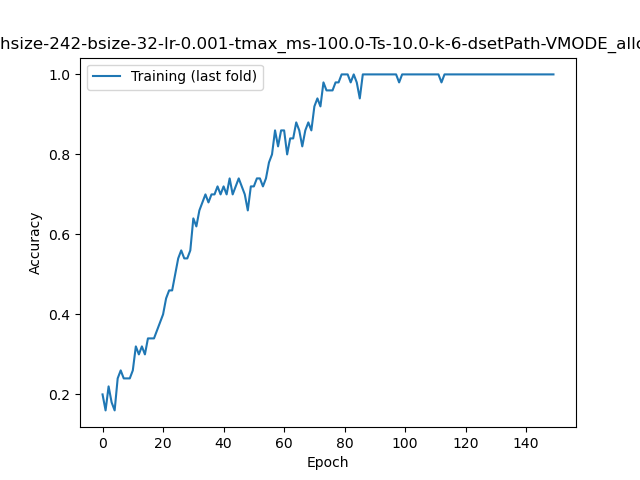 hsize-242-bsize-32-lr-0.001-tmax_ms-100.0-Ts-10.0-k-6-dsetPath-VMODE_allo
Training (last fold)
1.0
0.8
0.6
0.4
0.2
Accuracy
0 20 40 60 80 100 120 140
Epoch